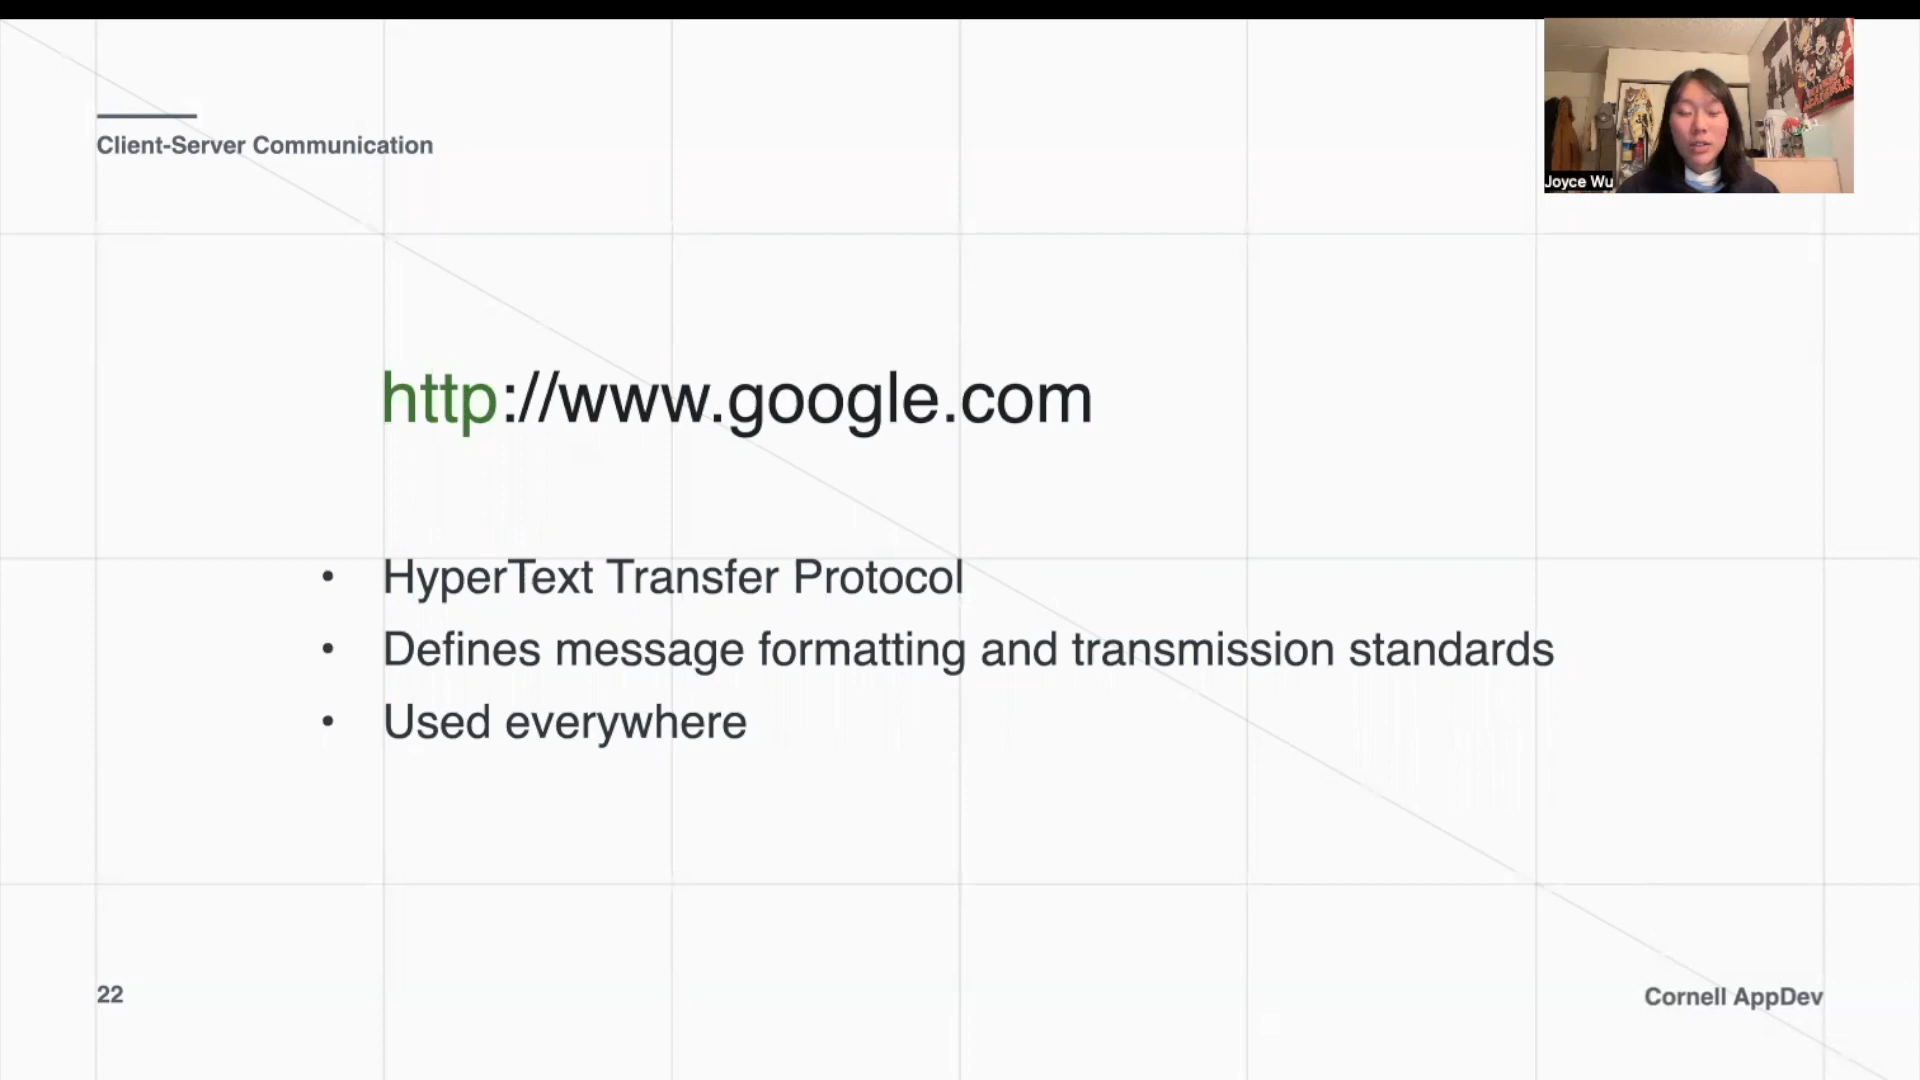 Client-Server Communication
Joyce Wu
http://www.google.com
• HyperText Transfer Protocol
• Defines message formatting and transmission standards
• Used everywhere
22
Cornell AppDev